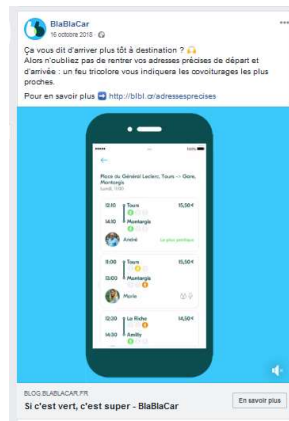 BlaBlaCar
16 octobre 2018
Ça vous dit d'arriver plus tôt à destination ? 🙌
Alors n'oubliez pas de rentrer vos adresses précises de départ et
d'arrivée : un feu tricolore vous indiquera les covoiturages les plus
proches.
Pour en savoir plus ➡ http://blbl.cr/adressesprecises
Place du Général Leclerc, Tours -> Gare,
Montargis
12:10 Tours 15,50€
14:10 Montargis
André Le plus pratique
11:00 Tours 15,50€
13:00 Montargis
Marie
12:30 La Riche 14,50€
14:30 Amilly
BLOG.BLABLACAR.FR
Si c'est vert, c'est super - BlaBlaCar
En savoir plus